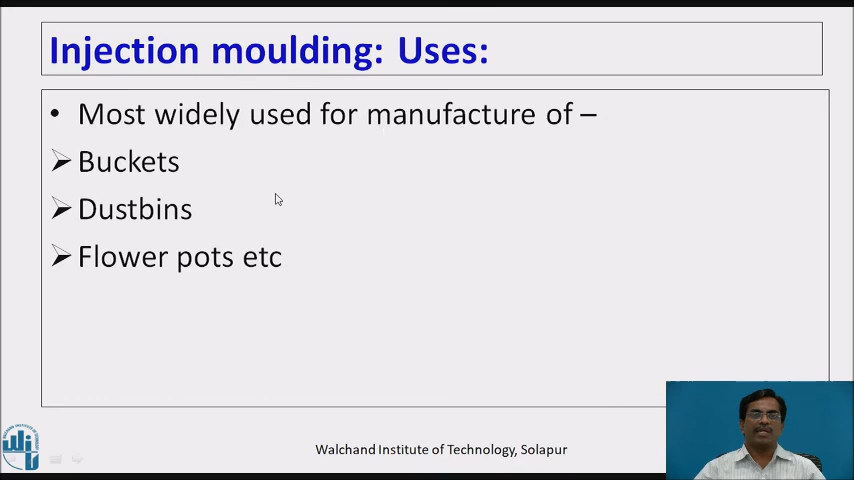 Injection moulding: Uses:
• Most widely used for manufacture of –
➢ Buckets
➢ Dustbins
➢ Flower pots etc
Walchand Institute of Technology, Solapur